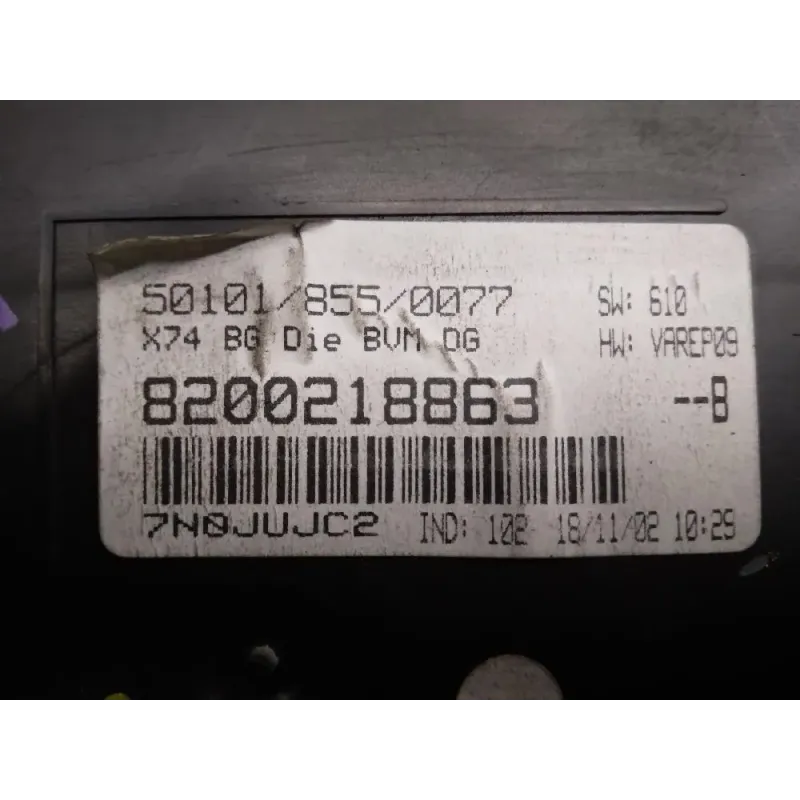 50101/855/0077 SW: 610
X74 BG Die BVM DG HW: VAREP09
8200218863 --B
7N0JUJC2 IND: 102 18/11/02 10:29